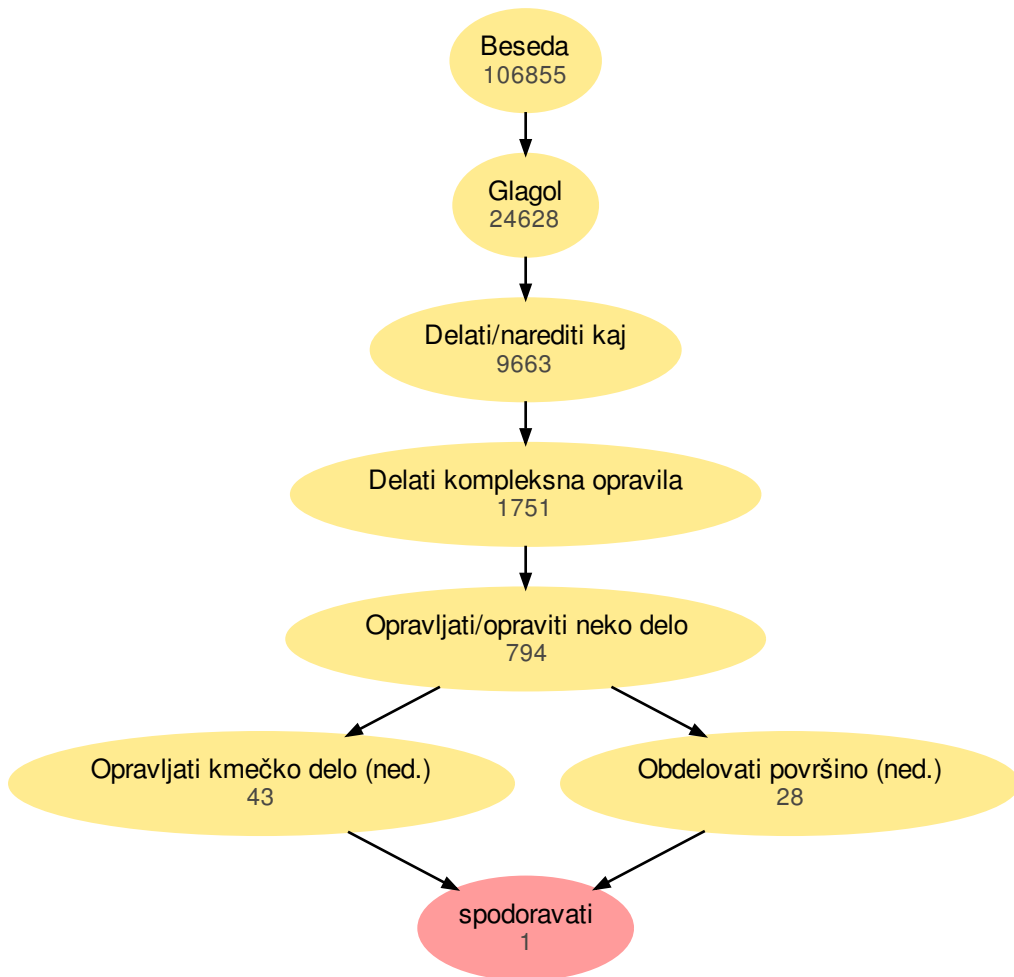 Beseda
106855
Glagol
24628
Delati/narediti kaj
9663
Delati kompleksna opravila
1751
Opravljati/opraviti neko delo
794
Opravljati kmečko delo (ned.)
43
Obdelovati površino (ned.)
28
spodoravati
1